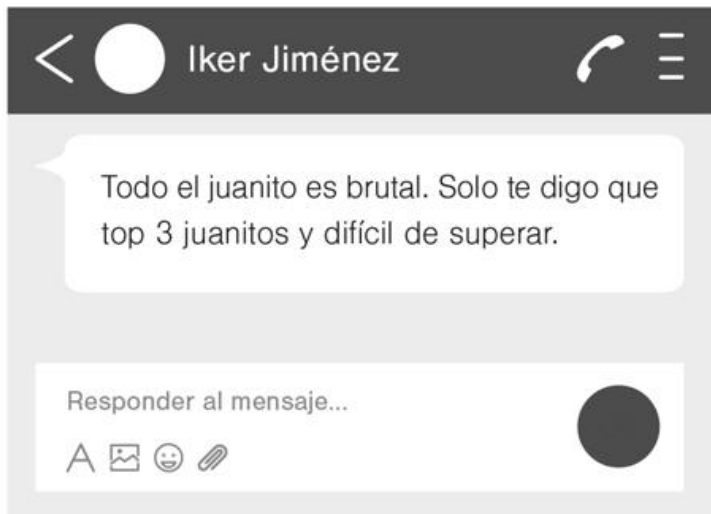 Iker Jiménez
Todo el juanito es brutal. Solo te digo que
top 3 juanitos y difícil de superar.
Responder al mensaje...